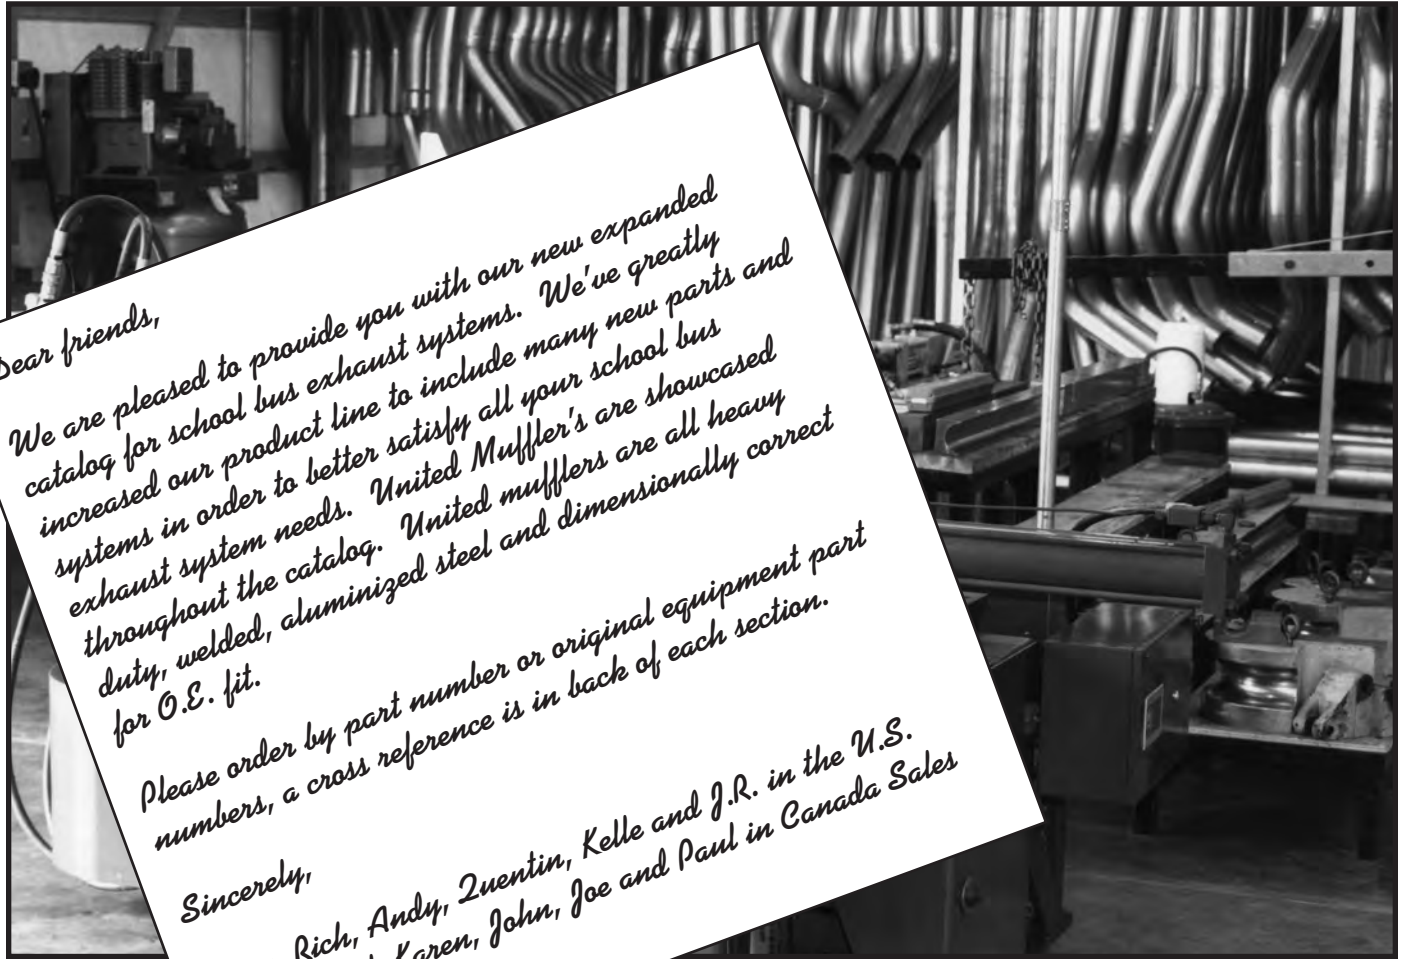 Dear friends,
We are pleased to provide you with our new expanded
catalog for school bus exhaust systems. We've greatly
increased our product line to include many new parts and
systems in order to better satisfy all your school bus
exhaust system needs. United Muffler's are showcased
throughout the catalog. United mufflers are all heavy
duty, welded, aluminized steel and dimensionally correct
for O.E. fit.
Please order by part number or original equipment part
numbers, a cross reference is in back of each section.
Sincerely,
Rich, Andy, Quentin, Kelle and J.R. in the U.S.
Karen, John, Joe and Paul in Canada Sales